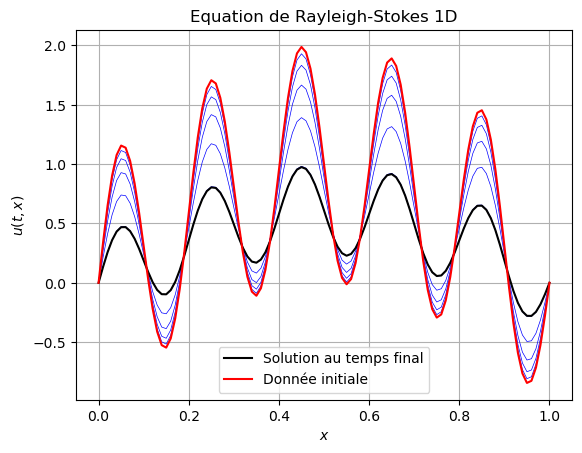 Equation de Rayleigh-Stokes 1D
2.0
1.5
1.0
0.5
0.0
−0.5
u(t, x)
Solution au temps final
Donnée initiale
0.0 0.2 0.4 0.6 0.8 1.0
x